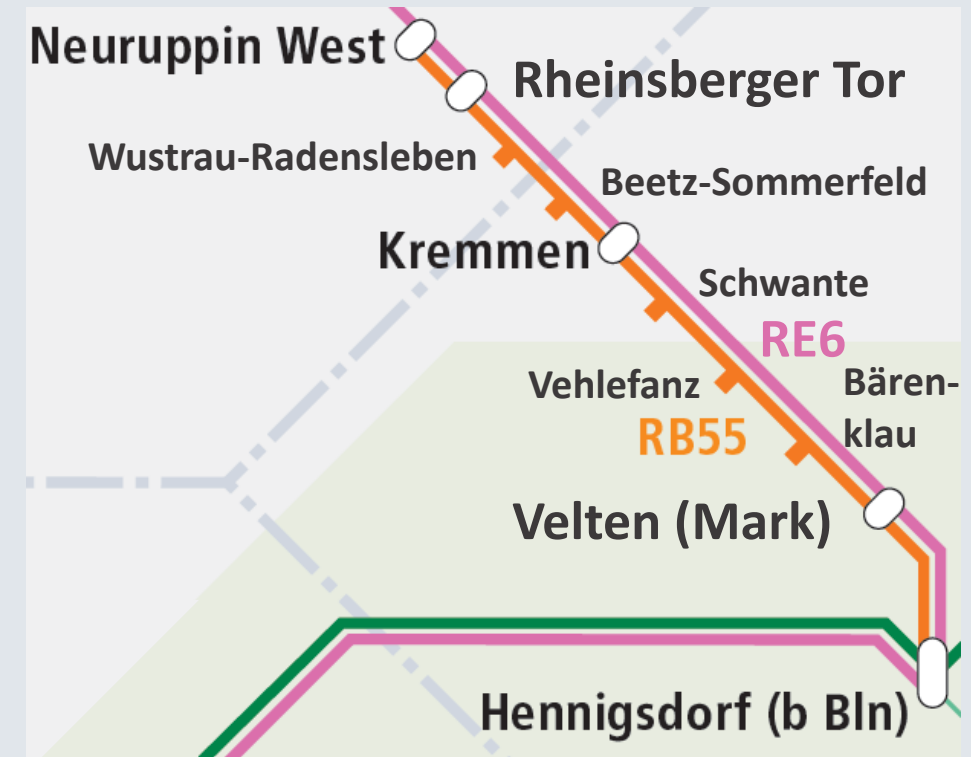 Neuruppin West
Rheinsberger Tor
Wustrau-Radensleben
Beetz-Sommerfeld
Kremmen
Schwante
RE6
Vehlefanz
Bären-
klau
RB55
Velten (Mark)
Hennigsdorf (b Bln)